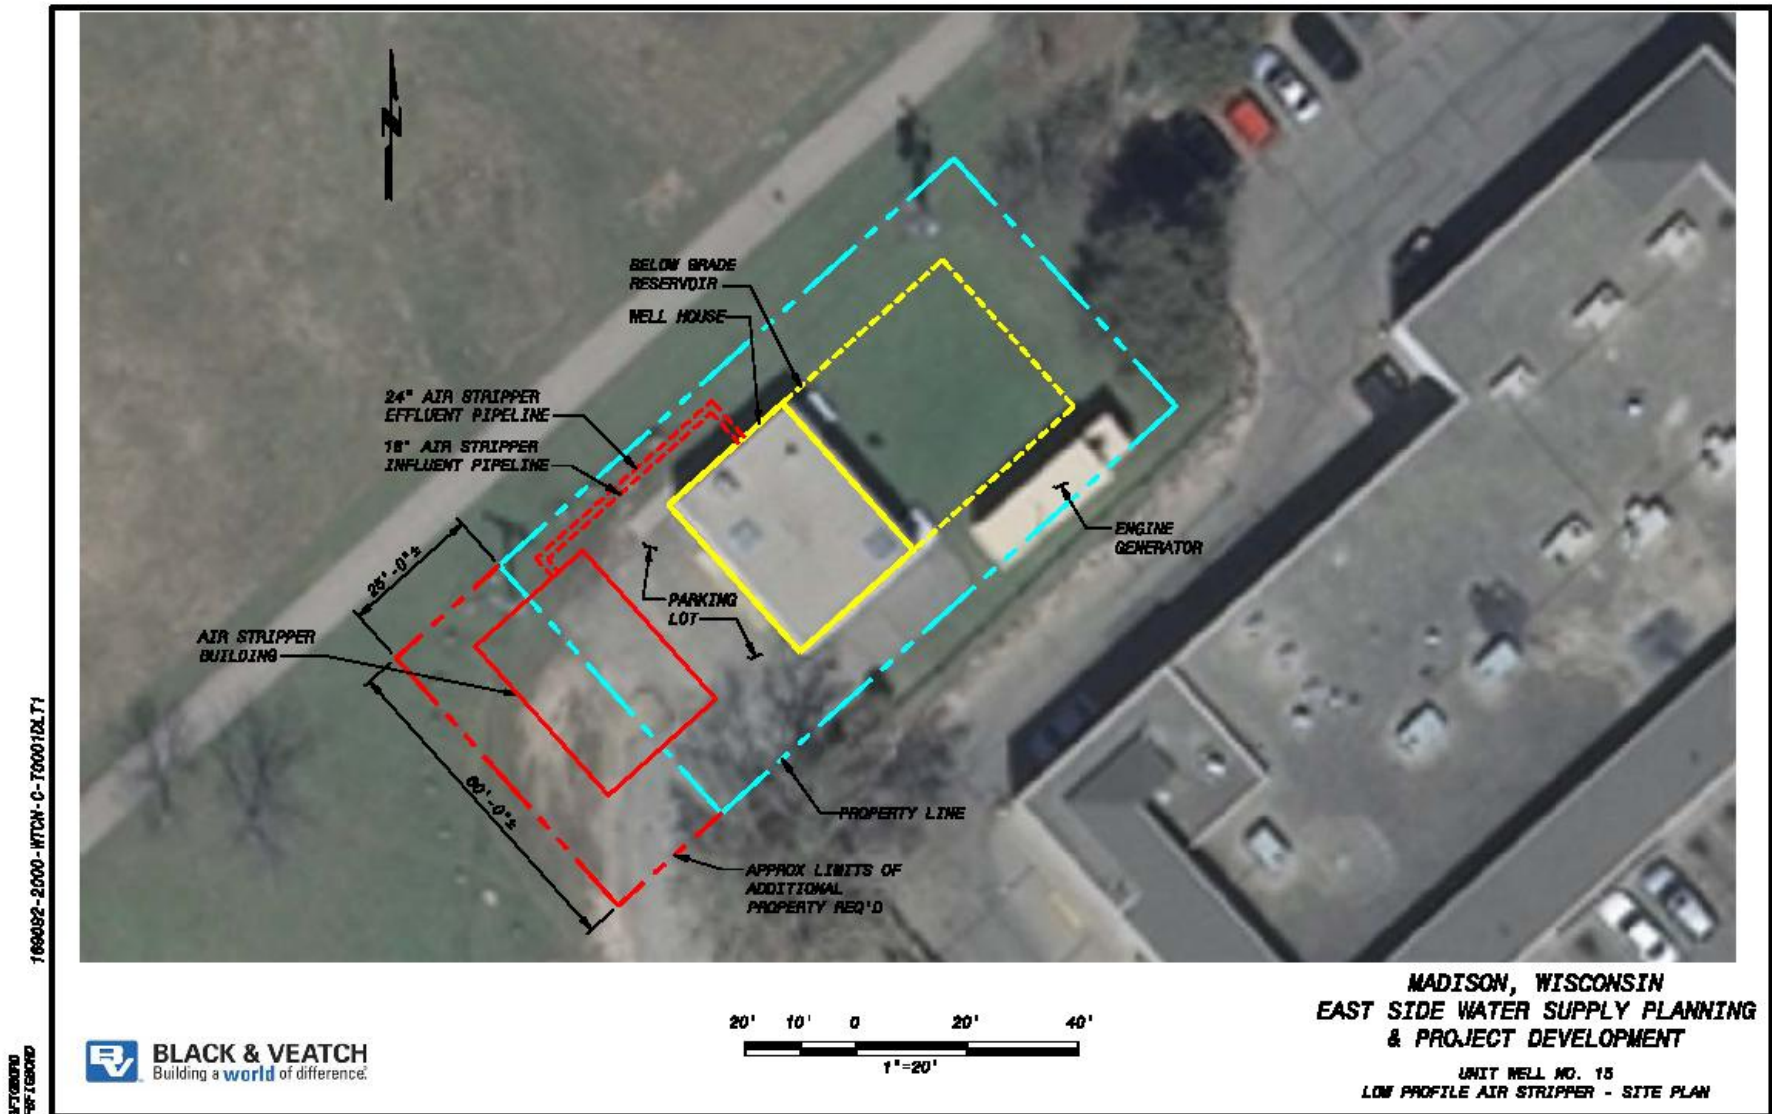 BELOW GRADE
RESERVOIR
WELL HOUSE
24" AIR STRIPPER
EFFLUENT PIPELINE
18" AIR STRIPPER
INFLUENT PIPELINE
25'-0"±
ENGINE
GENERATOR
PARKING
LOT
AIR STRIPPER
BUILDING
60'-0"±
PROPERTY LINE
APPROX LIMITS OF
ADDITIONAL
PROPERTY REQ'D
169092-2000-WTCN-C-T0001DLT1
20' 10' 0 20' 40'
1"=20'
BV BLACK & VEATCH
Building a world of difference.
MADISON, WISCONSIN
EAST SIDE WATER SUPPLY PLANNING
& PROJECT DEVELOPMENT
UNIT WELL NO. 15
LOW PROFILE AIR STRIPPER - SITE PLAN